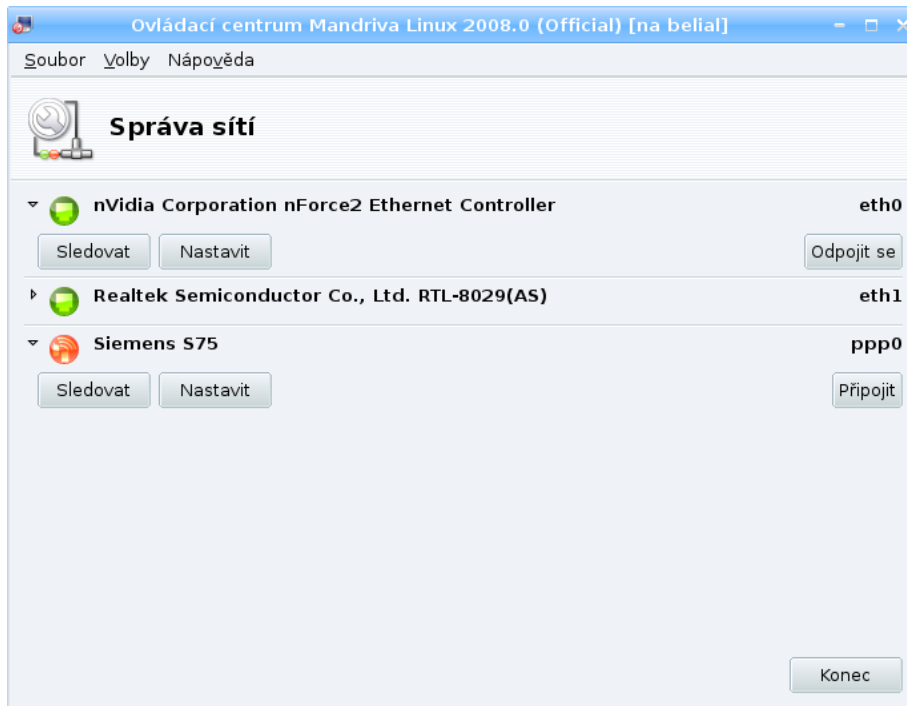 Ovládací centrum Mandriva Linux 2008.0 (Official) [na belial]
Soubor Volby Nápověda
Správa sítí
nVidia Corporation nForce2 Ethernet Controller eth0
Sledovat Nastavit Odpojit se
Realtek Semiconductor Co., Ltd. RTL-8029(AS) eth1
Siemens S75 ppp0
Sledovat Nastavit Připojit
Konec